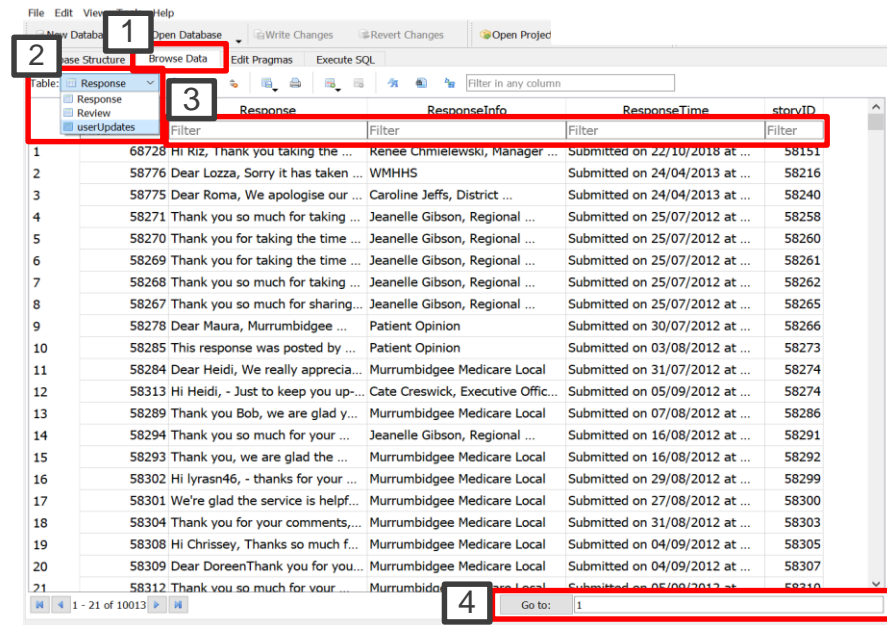 File Edit View Help
1
New Databa Open Database Write Changes Revert Changes Open Project
2
base Structure Browse Data Edit Pragmas Execute SQL
Table: Response Filter in any column
3
Response
Review
userUpdates
Response ResponseInfo ResponseTime storyID
Filter Filter Filter Filter
1 68728 Hi Riz, Thank you taking the ... Renee Chmielewski, Manager ... Submitted on 22/10/2018 at ... 58151
2 58776 Dear Lozza, Sorry it has taken ... WMHHS Submitted on 24/04/2013 at ... 58216
3 58775 Dear Roma, We apologise our ... Caroline Jeffs, District ... Submitted on 24/04/2013 at ... 58240
4 58271 Thank you so much for taking ... Jeanelle Gibson, Regional ... Submitted on 25/07/2012 at ... 58258
5 58270 Thank you for taking the time ... Jeanelle Gibson, Regional ... Submitted on 25/07/2012 at ... 58260
6 58269 Thank you for taking the time ... Jeanelle Gibson, Regional ... Submitted on 25/07/2012 at ... 58261
7 58268 Thank you so much for taking ... Jeanelle Gibson, Regional ... Submitted on 25/07/2012 at ... 58262
8 58267 Thank you so much for sharing... Jeanelle Gibson, Regional ... Submitted on 25/07/2012 at ... 58265
9 58278 Dear Maura, Murrumbidgee ... Patient Opinion Submitted on 30/07/2012 at ... 58266
10 58285 This response was posted by ... Patient Opinion Submitted on 03/08/2012 at ... 58273
11 58284 Dear Heidi, We really apprecia... Murrumbidgee Medicare Local Submitted on 31/07/2012 at ... 58274
12 58313 Hi Heidi, - Just to keep you up-... Cate Creswick, Executive Offic... Submitted on 05/09/2012 at ... 58274
13 58289 Thank you Bob, we are glad y... Murrumbidgee Medicare Local Submitted on 07/08/2012 at ... 58286
14 58294 Thank you so much for your ... Jeanelle Gibson, Regional ... Submitted on 16/08/2012 at ... 58291
15 58293 Thank you, we are glad the ... Murrumbidgee Medicare Local Submitted on 16/08/2012 at ... 58292
16 58302 Hi lyrasn46, - thanks for your ... Murrumbidgee Medicare Local Submitted on 29/08/2012 at ... 58299
17 58301 We're glad the service is helpf... Murrumbidgee Medicare Local Submitted on 27/08/2012 at ... 58300
18 58304 Thank you for your comments,... Murrumbidgee Medicare Local Submitted on 31/08/2012 at ... 58303
19 58308 Hi Chrissey, Thanks so much f... Murrumbidgee Medicare Local Submitted on 04/09/2012 at ... 58305
20 58309 Dear DoreenThank you for you... Murrumbidgee Medicare Local Submitted on 04/09/2012 at ... 58307
21 58312 Thank you so much for your ... Murrumbidgee Medicare Local Submitted on 05/09/2012 at ... 58310
4
1 - 21 of 10013 Go to: 1